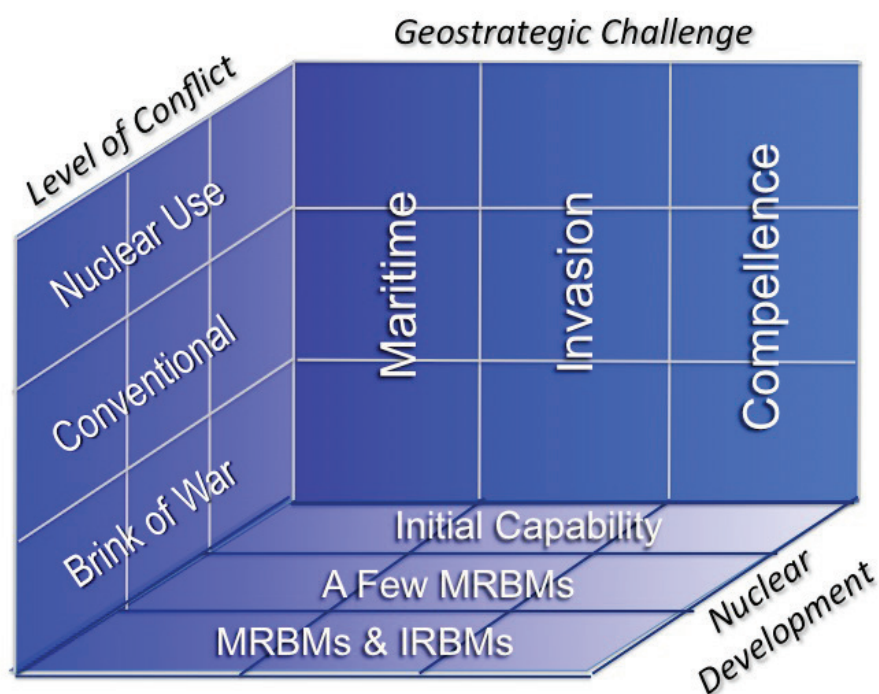 Geostrategic Challenge
Level of Conflict
Nuclear Use
Conventional
Brink of War
Maritime
Invasion
Compellence
Initial Capability
A Few MRBMs
MRBMs & IRBMs
Nuclear
Development